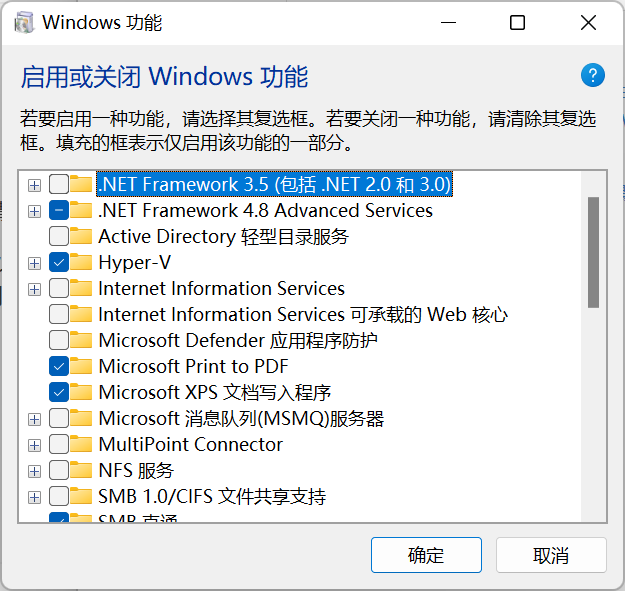 Windows 功能
启用或关闭 Windows 功能
?
若要启用一种功能，请选择其复选框。若要关闭一种功能，请清除其复选
框。填充的框表示仅启用该功能的一部分。
.NET Framework 3.5 (包括 .NET 2.0 和 3.0)
.NET Framework 4.8 Advanced Services
Active Directory 轻型目录服务
Hyper-V
Internet Information Services
Internet Information Services 可承载的 Web 核心
Microsoft Defender 应用程序防护
Microsoft Print to PDF
Microsoft XPS 文档写入程序
Microsoft 消息队列(MSMQ)服务器
MultiPoint Connector
NFS 服务
SMB 1.0/CIFS 文件共享支持
SMB 直通
确定
取消